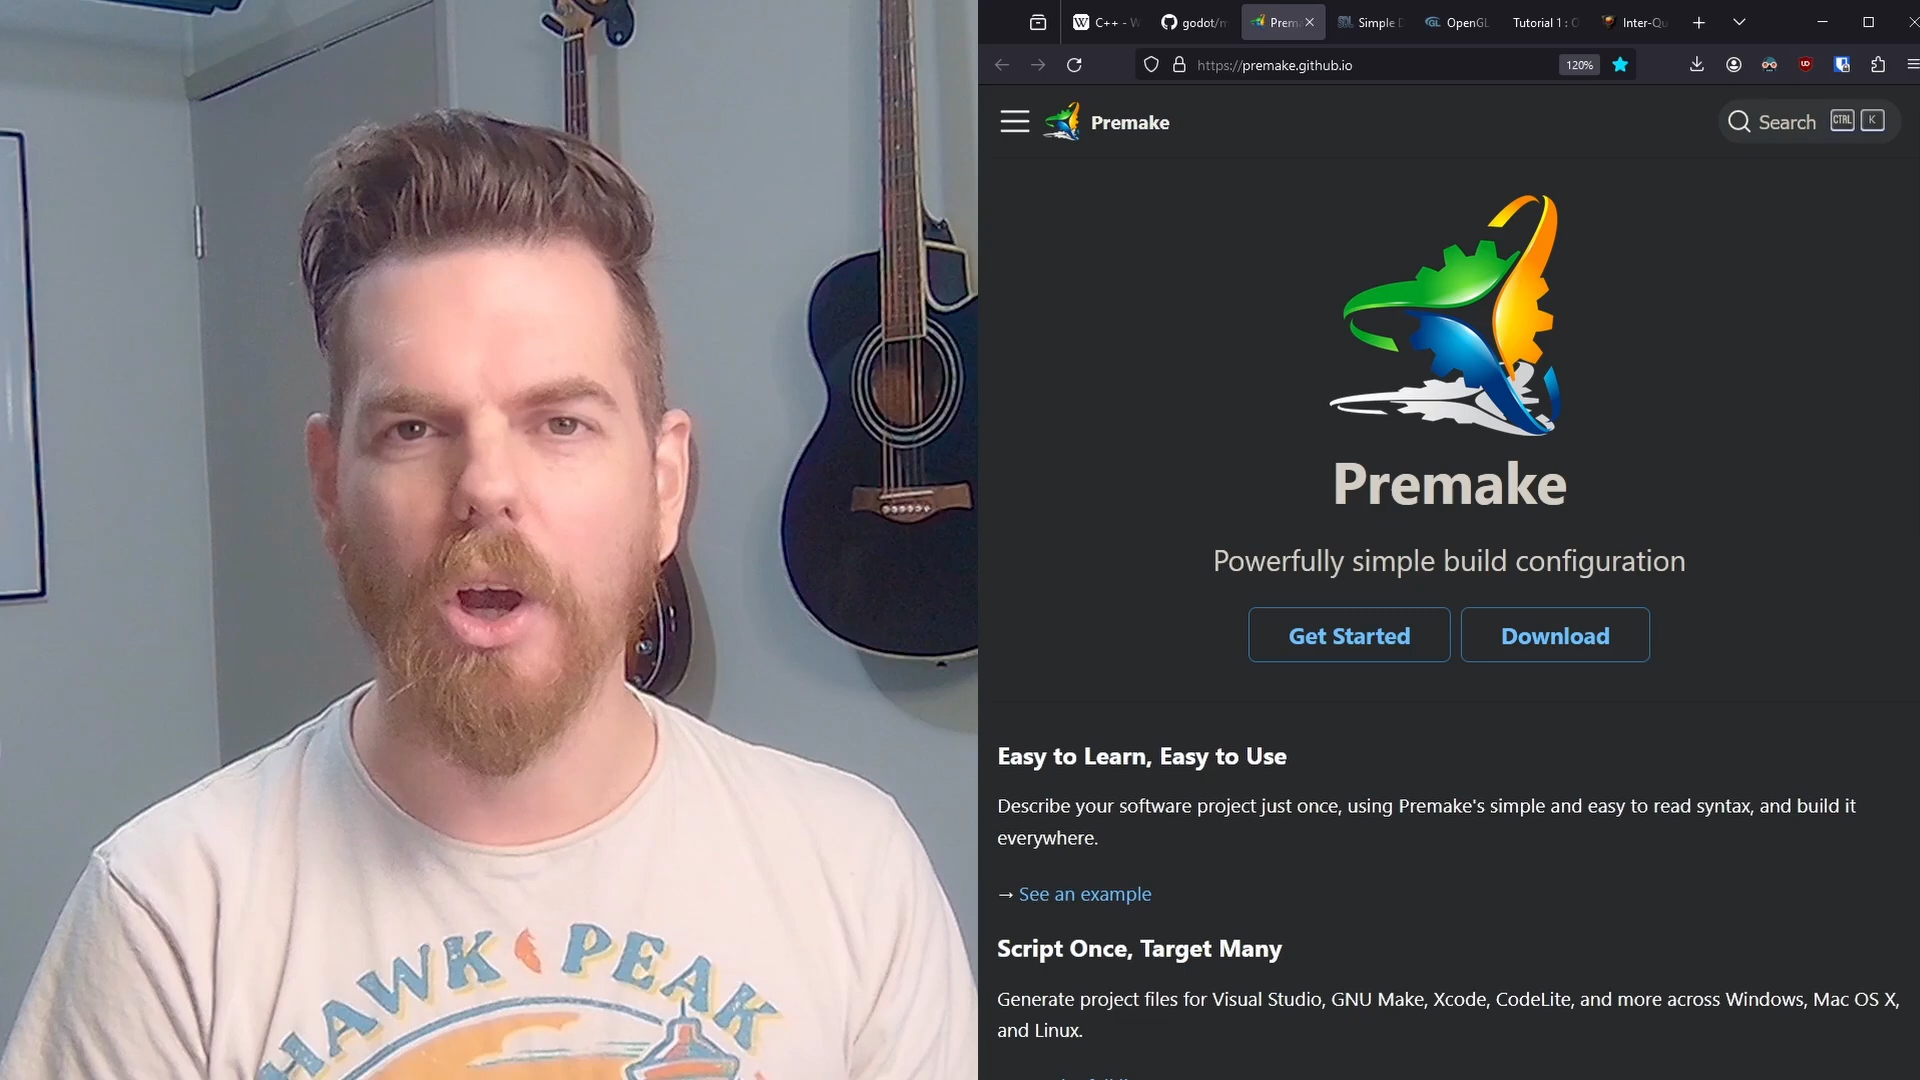 C++ - W
godot/m
Prem
Simple D
OpenGL
Tutorial 1 : O
Inter-Qu
https://premake.github.io
120%
Premake
Search
CTRL
K
Premake
Powerfully simple build configuration
Get Started
Download
Easy to Learn, Easy to Use
Describe your software project just once, using Premake's simple and easy to read syntax, and build it
everywhere.
→ See an example
Script Once, Target Many
Generate project files for Visual Studio, GNU Make, Xcode, CodeLite, and more across Windows, Mac OS X,
and Linux.
HAWK PEAK